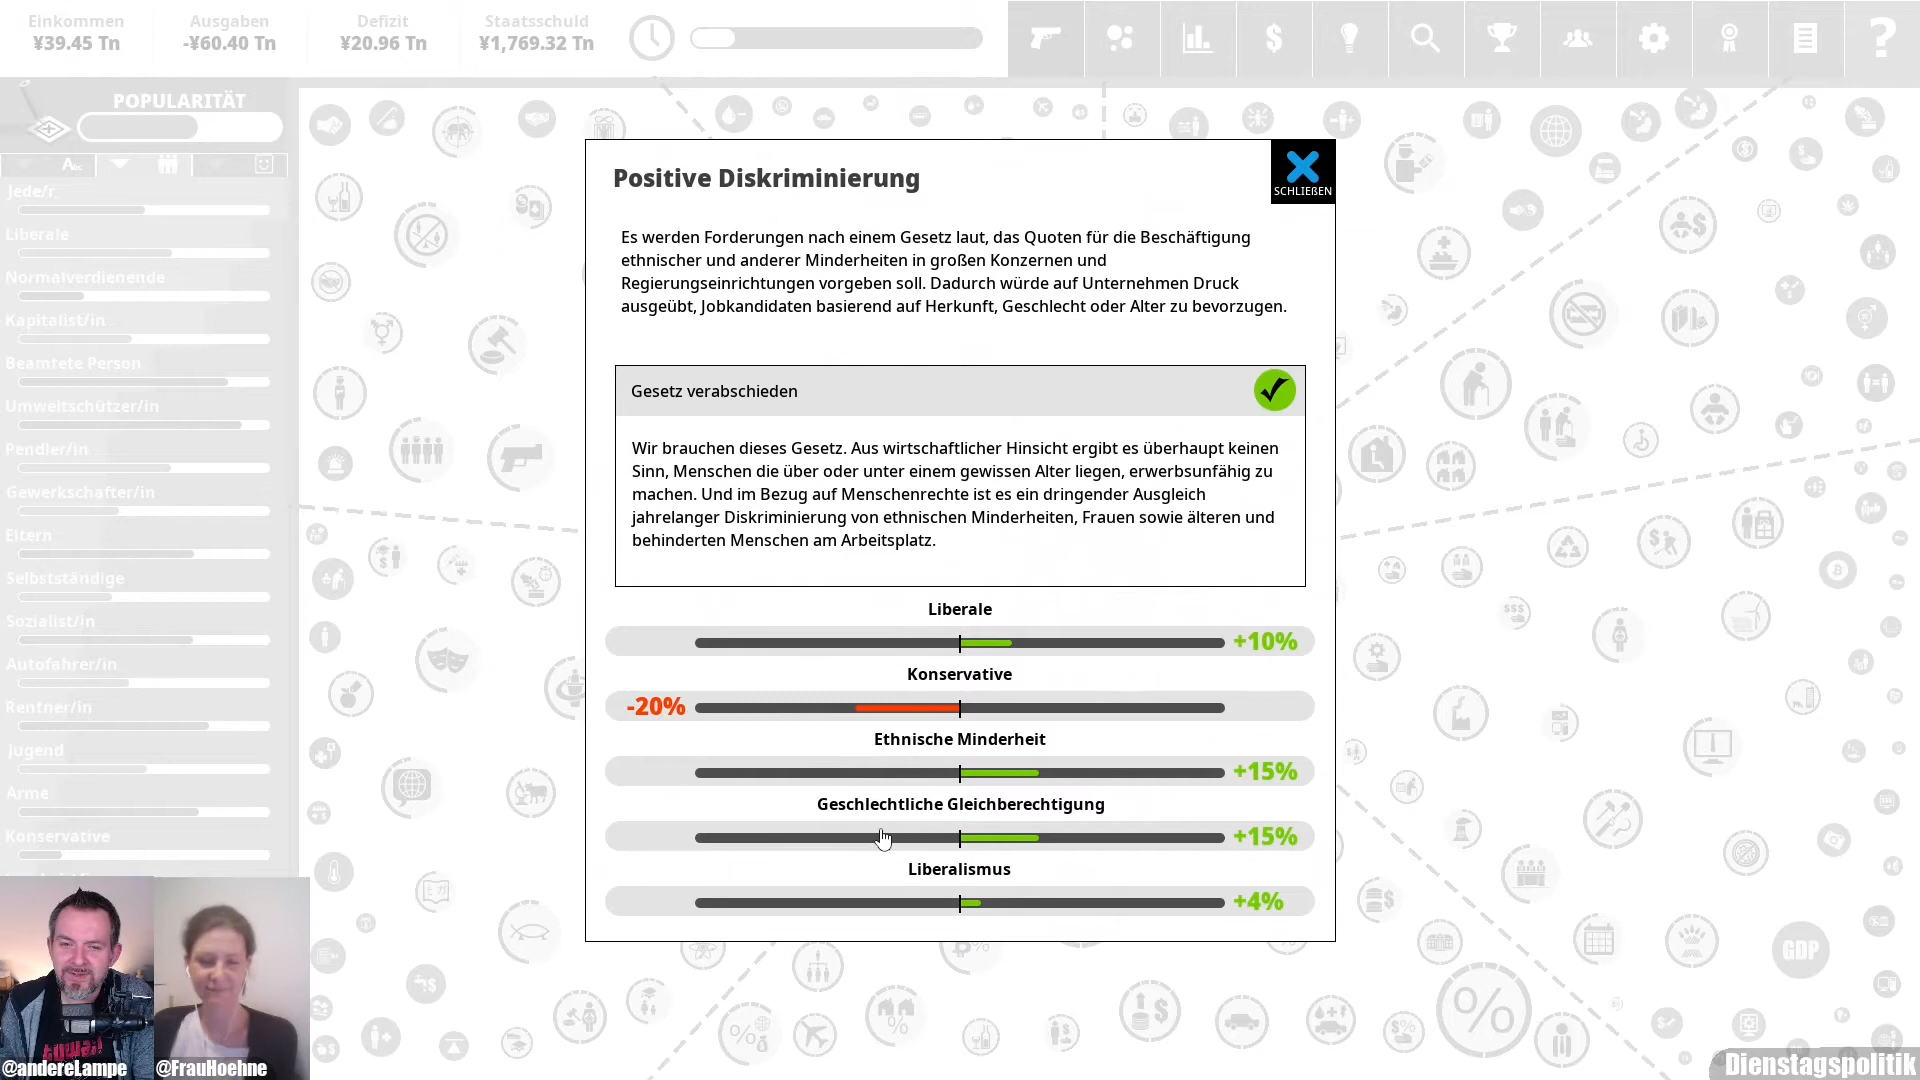 Einkommen
¥39.45 Tn
Ausgaben
-¥60.40 Tn
Defizit
¥20.96 Tn
Staatsschuld
¥1,769.32 Tn
POPULARITÄT
Jede/r
Liberale
Normalverdienende
Kapitalist/in
Beamtete Person
Umweltschützer/in
Pendler/in
Gewerkschafter/in
Eltern
Selbstständige
Sozialist/in
Autofahrer/in
Rentner/in
Jugend
Arme
Konservative
Positive Diskriminierung
SCHLIEßEN
Es werden Forderungen nach einem Gesetz laut, das Quoten für die Beschäftigung
ethnischer und anderer Minderheiten in großen Konzernen und
Regierungseinrichtungen vorgeben soll. Dadurch würde auf Unternehmen Druck
ausgeübt, Jobkandidaten basierend auf Herkunft, Geschlecht oder Alter zu bevorzugen.
Gesetz verabschieden
Wir brauchen dieses Gesetz. Aus wirtschaftlicher Hinsicht ergibt es überhaupt keinen
Sinn, Menschen die über oder unter einem gewissen Alter liegen, erwerbsunfähig zu
machen. Und im Bezug auf Menschenrechte ist es ein dringender Ausgleich
jahrelanger Diskriminierung von ethnischen Minderheiten, Frauen sowie älteren und
behinderten Menschen am Arbeitsplatz.
Liberale
+10%
Konservative
-20%
Ethnische Minderheit
+15%
Geschlechtliche Gleichberechtigung
+15%
Liberalismus
+4%
GDP
@andereLampe
@FrauHoehne
Dienstagspolitik